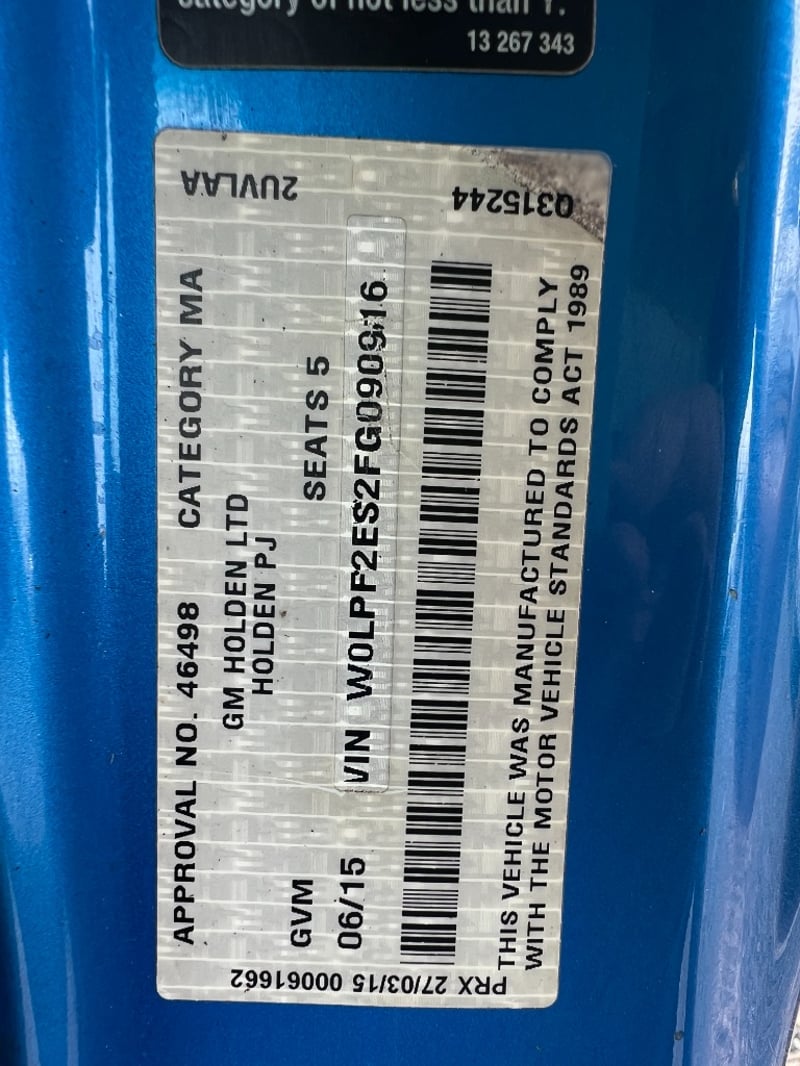 category of not less than Y.
13 267 343
2UVLAA
Q315244
APPROVAL NO. 46498 CATEGORY MA
GM HOLDEN LTD
HOLDEN PJ
GVM SEATS 5
06/15 VIN W0LPF2ES2FG090916
THIS VEHICLE WAS MANUFACTURED TO COMPLY
WITH THE MOTOR VEHICLE STANDARDS ACT 1989
PRX 27/03/15 00061662